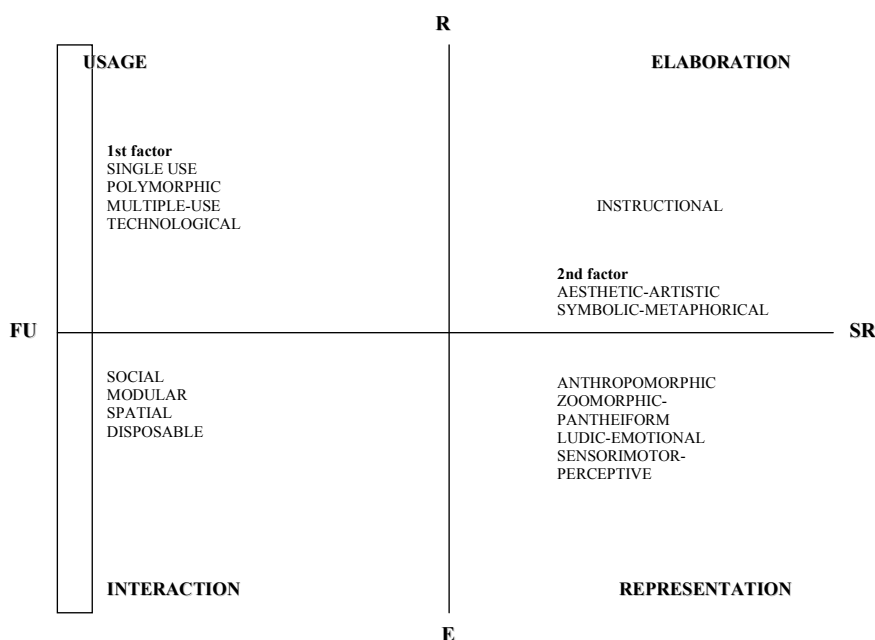 R
USAGE
ELABORATION
1st factor
SINGLE USE
POLYMORPHIC
MULTIPLE-USE
TECHNOLOGICAL
INSTRUCTIONAL
2nd factor
AESTHETIC-ARTISTIC
SYMBOLIC-METAPHORICAL
FU
SR
SOCIAL
MODULAR
SPATIAL
DISPOSABLE
ANTHROPOMORPHIC
ZOOMORPHIC-
PANTHEIFORM
LUDIC-EMOTIONAL
SENSORIMOTOR-
PERCEPTIVE
INTERACTION
REPRESENTATION
E